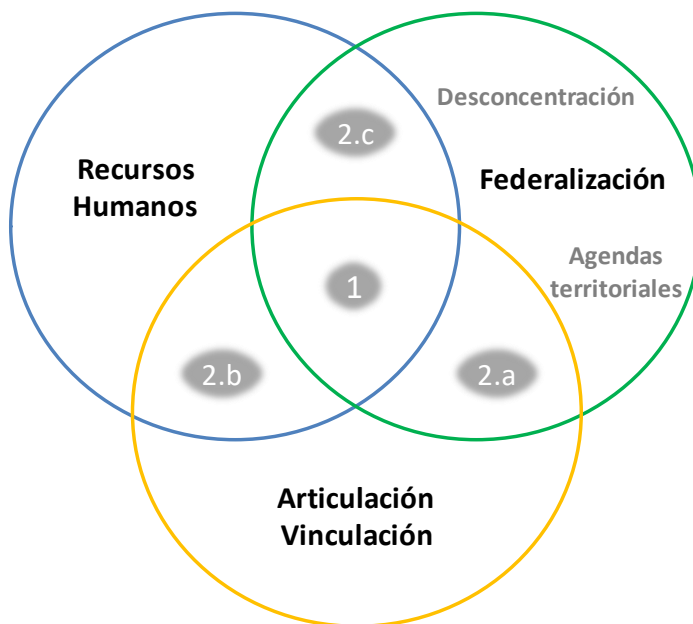 Desconcentración
2.c
Recursos
Humanos
Federalización
Agendas
territoriales
1
2.b
2.a
Articulación
Vinculación